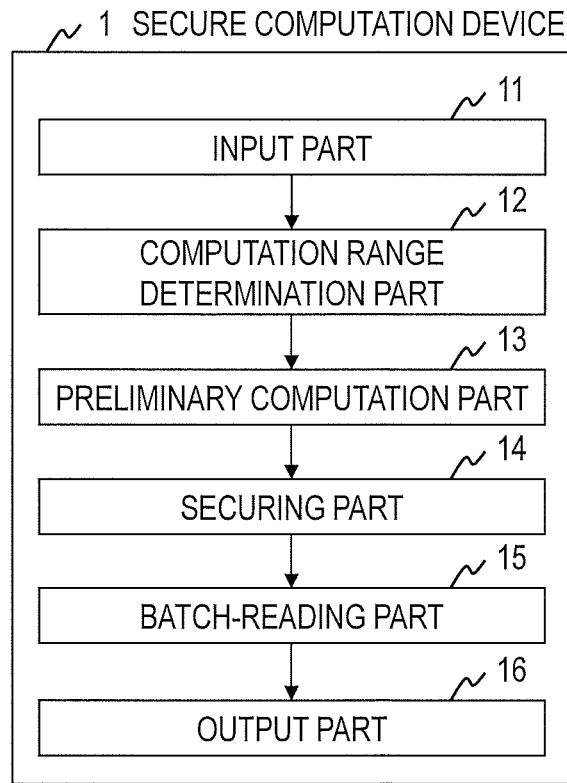 1 SECURE COMPUTATION DEVICE
11
INPUT PART
12
COMPUTATION RANGE
DETERMINATION PART
13
PRELIMINARY COMPUTATION PART
14
SECURING PART
15
BATCH-READING PART
16
OUTPUT PART